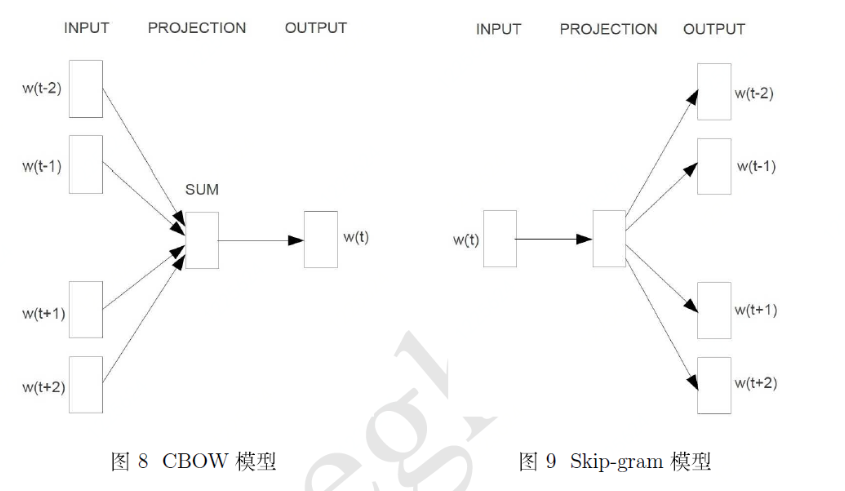 INPUT PROJECTION OUTPUT
w(t-2)
w(t-1)
SUM
w(t)
w(t+1)
w(t+2)
图 8 CBOW 模型
INPUT PROJECTION OUTPUT
w(t-2)
w(t-1)
w(t)
w(t+1)
w(t+2)
图 9 Skip-gram 模型